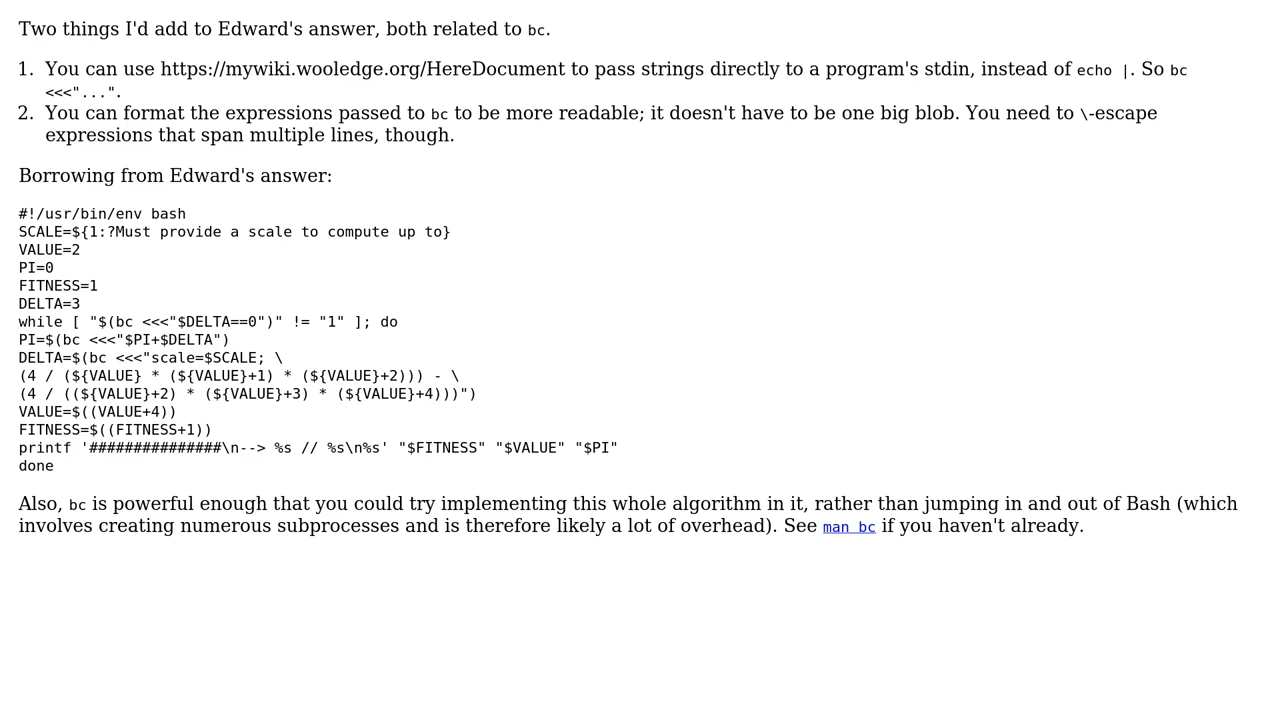 Two things I'd add to Edward's answer, both related to bc.
1. You can use https://mywiki.wooledge.org/HereDocument to pass strings directly to a program's stdin, instead of echo |. So bc
<<<"...".
2. You can format the expressions passed to bc to be more readable; it doesn't have to be one big blob. You need to \-escape
expressions that span multiple lines, though.
Borrowing from Edward's answer:
#!/usr/bin/env bash
SCALE=${1:?Must provide a scale to compute up to}
VALUE=2
PI=0
FITNESS=1
DELTA=3
while [ "$(bc <<<"$DELTA==0")" != "1" ]; do
PI=$(bc <<<"$PI+$DELTA")
DELTA=$(bc <<<"scale=$SCALE; \
(4 / (${VALUE} * (${VALUE}+1) * (${VALUE}+2))) - \
(4 / ((${VALUE}+2) * (${VALUE}+3) * (${VALUE}+4)))")
VALUE=$((VALUE+4))
FITNESS=$((FITNESS+1))
printf '###############\n--> %s // %s\n%s' "$FITNESS" "$VALUE" "$PI"
done
Also, bc is powerful enough that you could try implementing this whole algorithm in it, rather than jumping in and out of Bash (which
involves creating numerous subprocesses and is therefore likely a lot of overhead). See man bc if you haven't already.